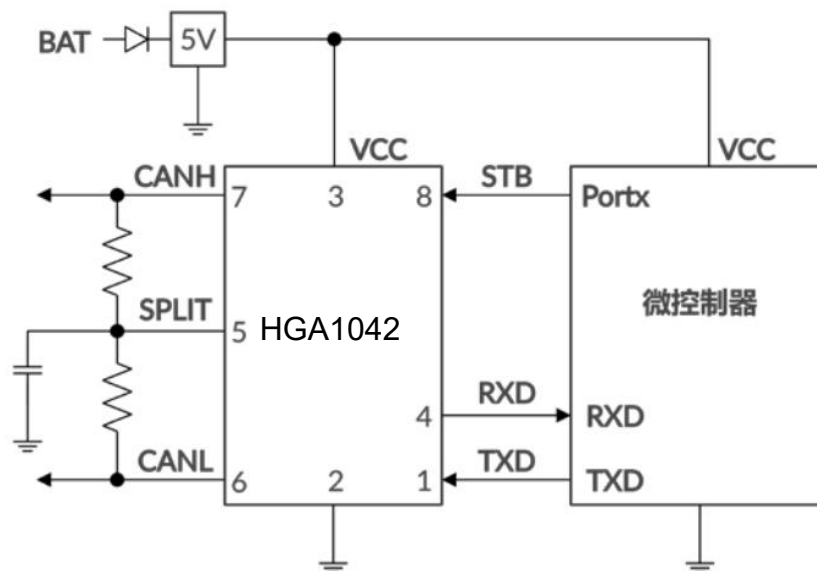 BAT
5V
VCC
VCC
CANH
7
3
8
STB
Portx
微控制器
SPLIT
5
HGA1042
4
RXD
RXD
CANL
6
2
1
TXD
TXD